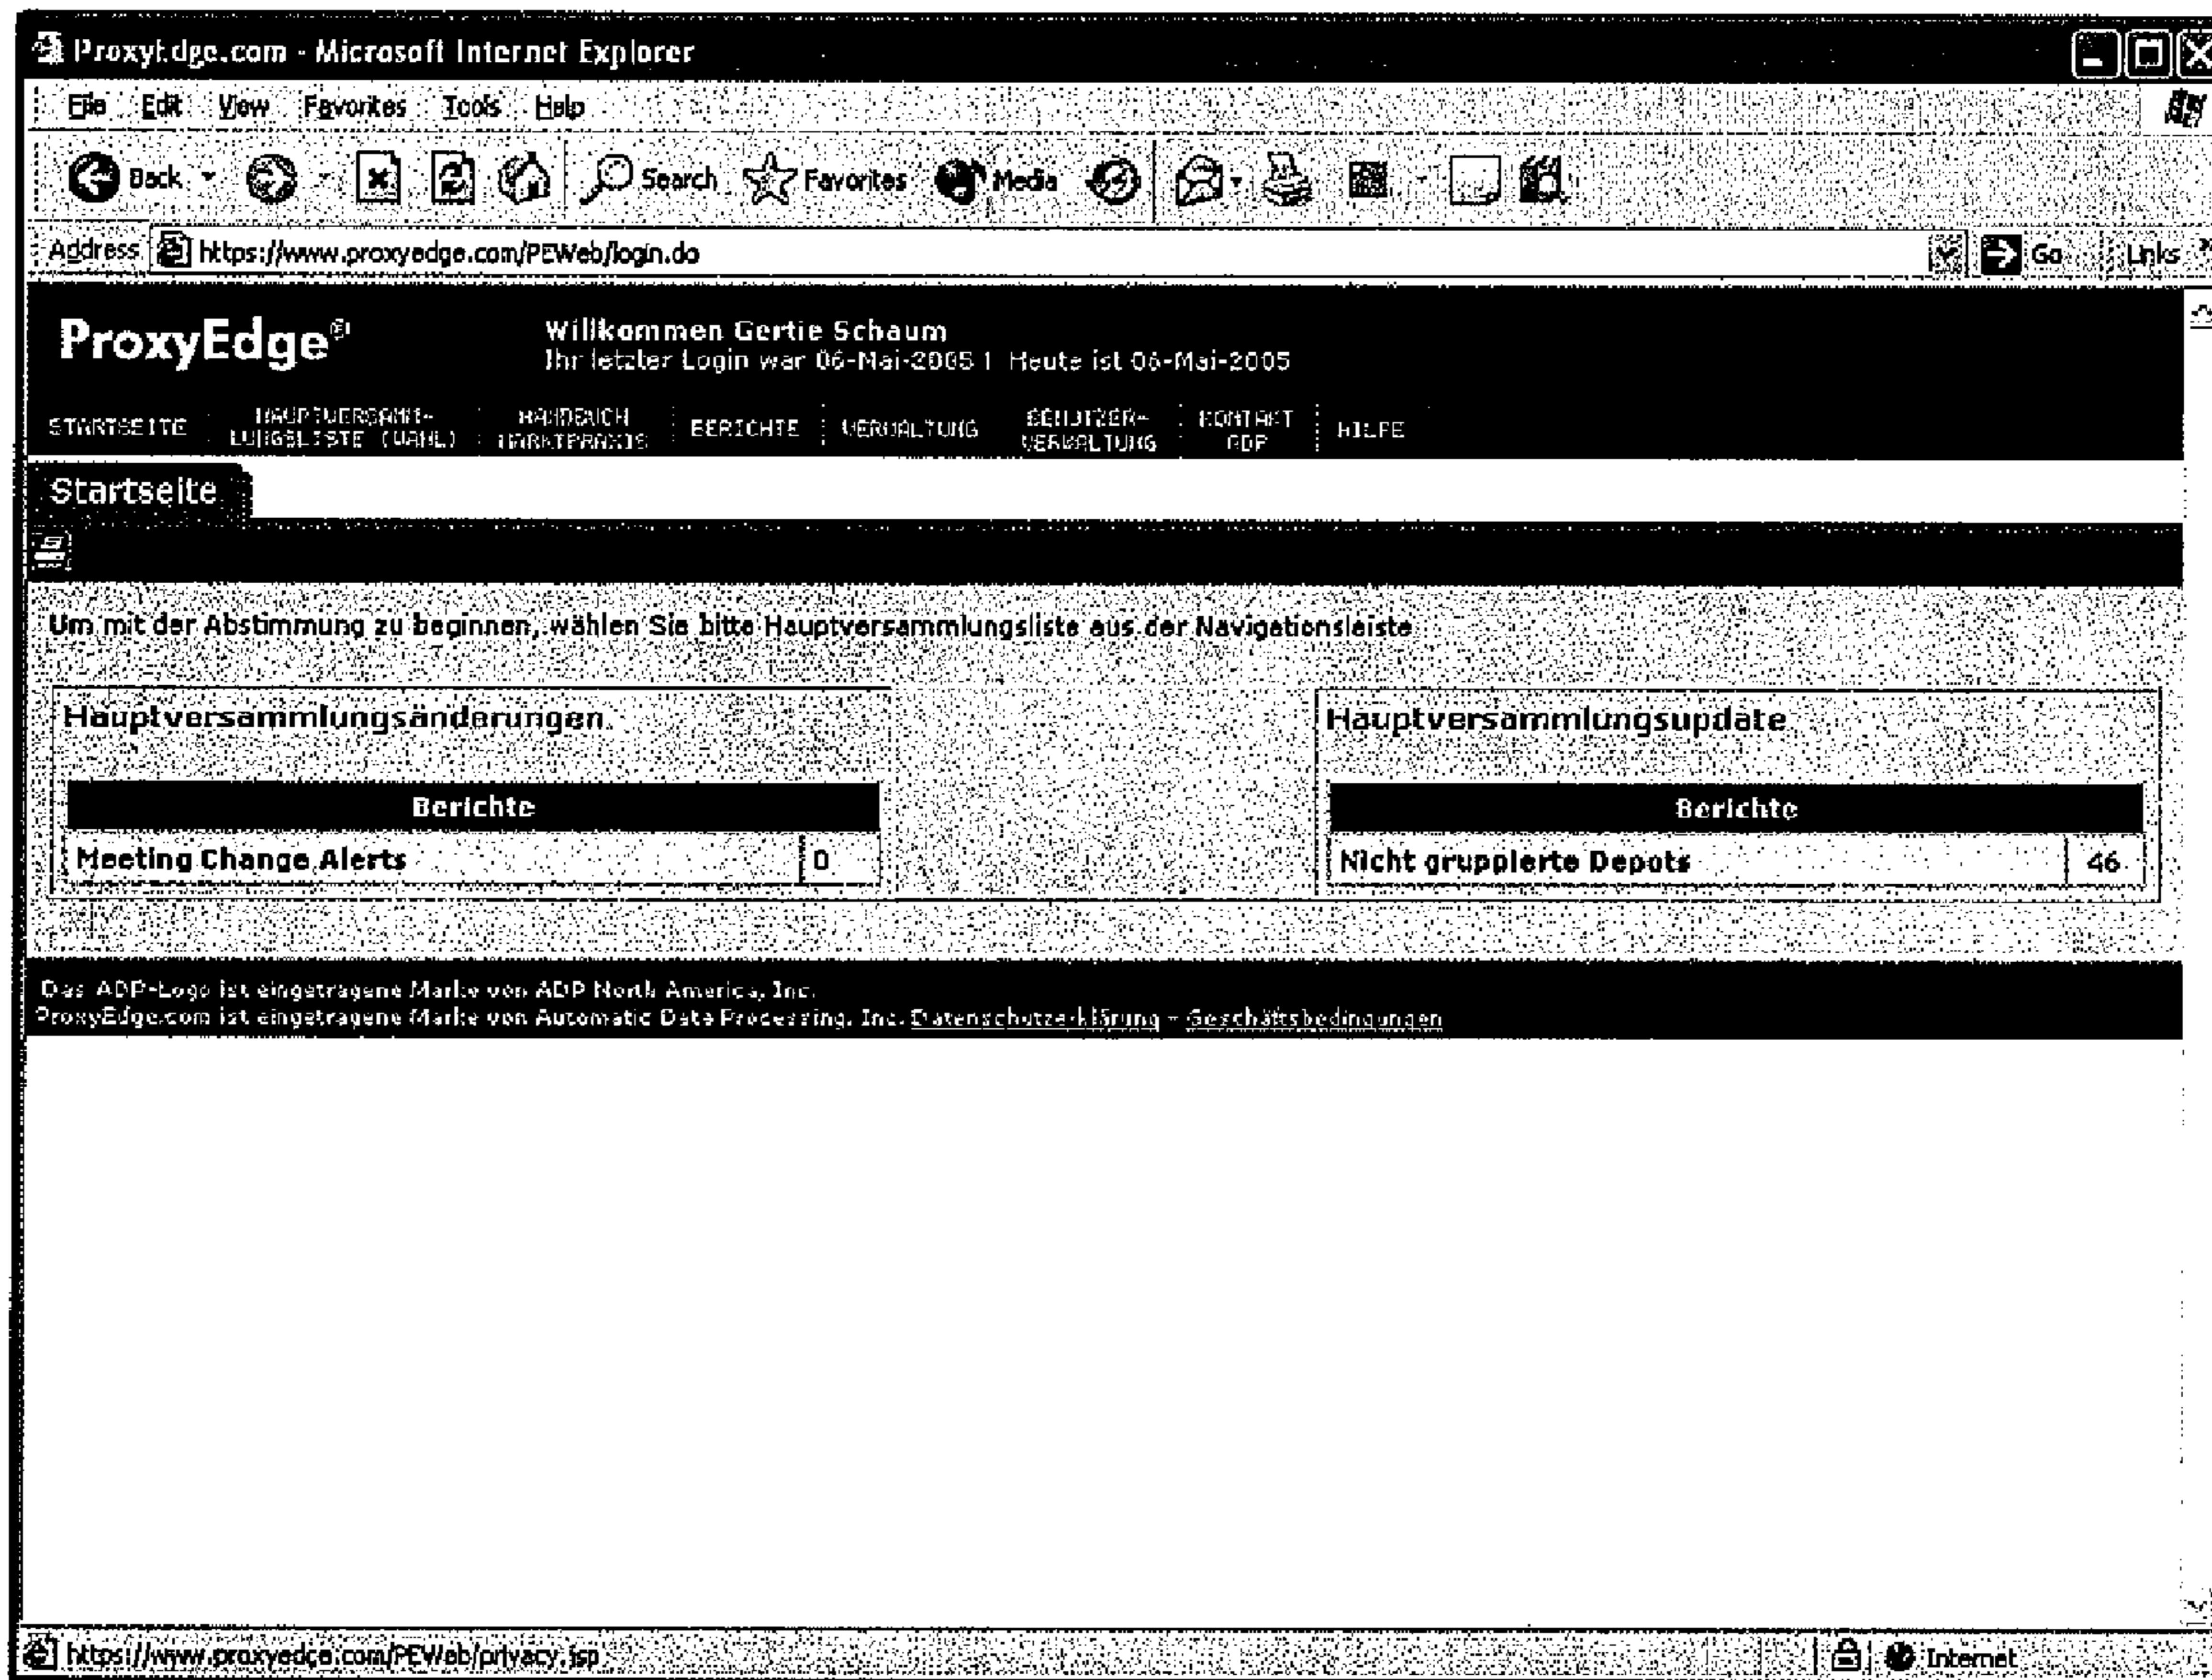 ProxyEdge.com - Microsoft Internet Explorer
File Edit View Favorites Tools Help
Back Search Favorites Media
Address https://www.proxyedge.com/PEWeb/login.do Go Links »
ProxyEdge®
Willkommen Gertie Schaum
Ihr letzter Login war 06-Mai-2005 | Heute ist 06-Mai-2005
STARTSEITE HAUPTVERSAMM-LUNGSLISTE (WAHL) HANDBUCH MARKTPRAXIS BERICHTE VERWALTUNG BENUTZER-VERWALTUNG KONTAKT ADP HILFE
Startseite
Um mit der Abstimmung zu beginnen, wählen Sie bitte Hauptversammlungsliste aus der Navigationsleiste
Hauptversammlungsänderungen Hauptversammlungsupdate
Berichte Berichte
Meeting Change Alerts 0 Nicht gruppierte Depots 46
Das ADP-Logo ist eingetragene Marke von ADP North America, Inc.
ProxyEdge.com ist eingetragene Marke von Automatic Data Processing, Inc. Datenschutzerklärung - Geschäftsbedingungen
https://www.proxyedge.com/PEWeb/privacy.jsp Internet